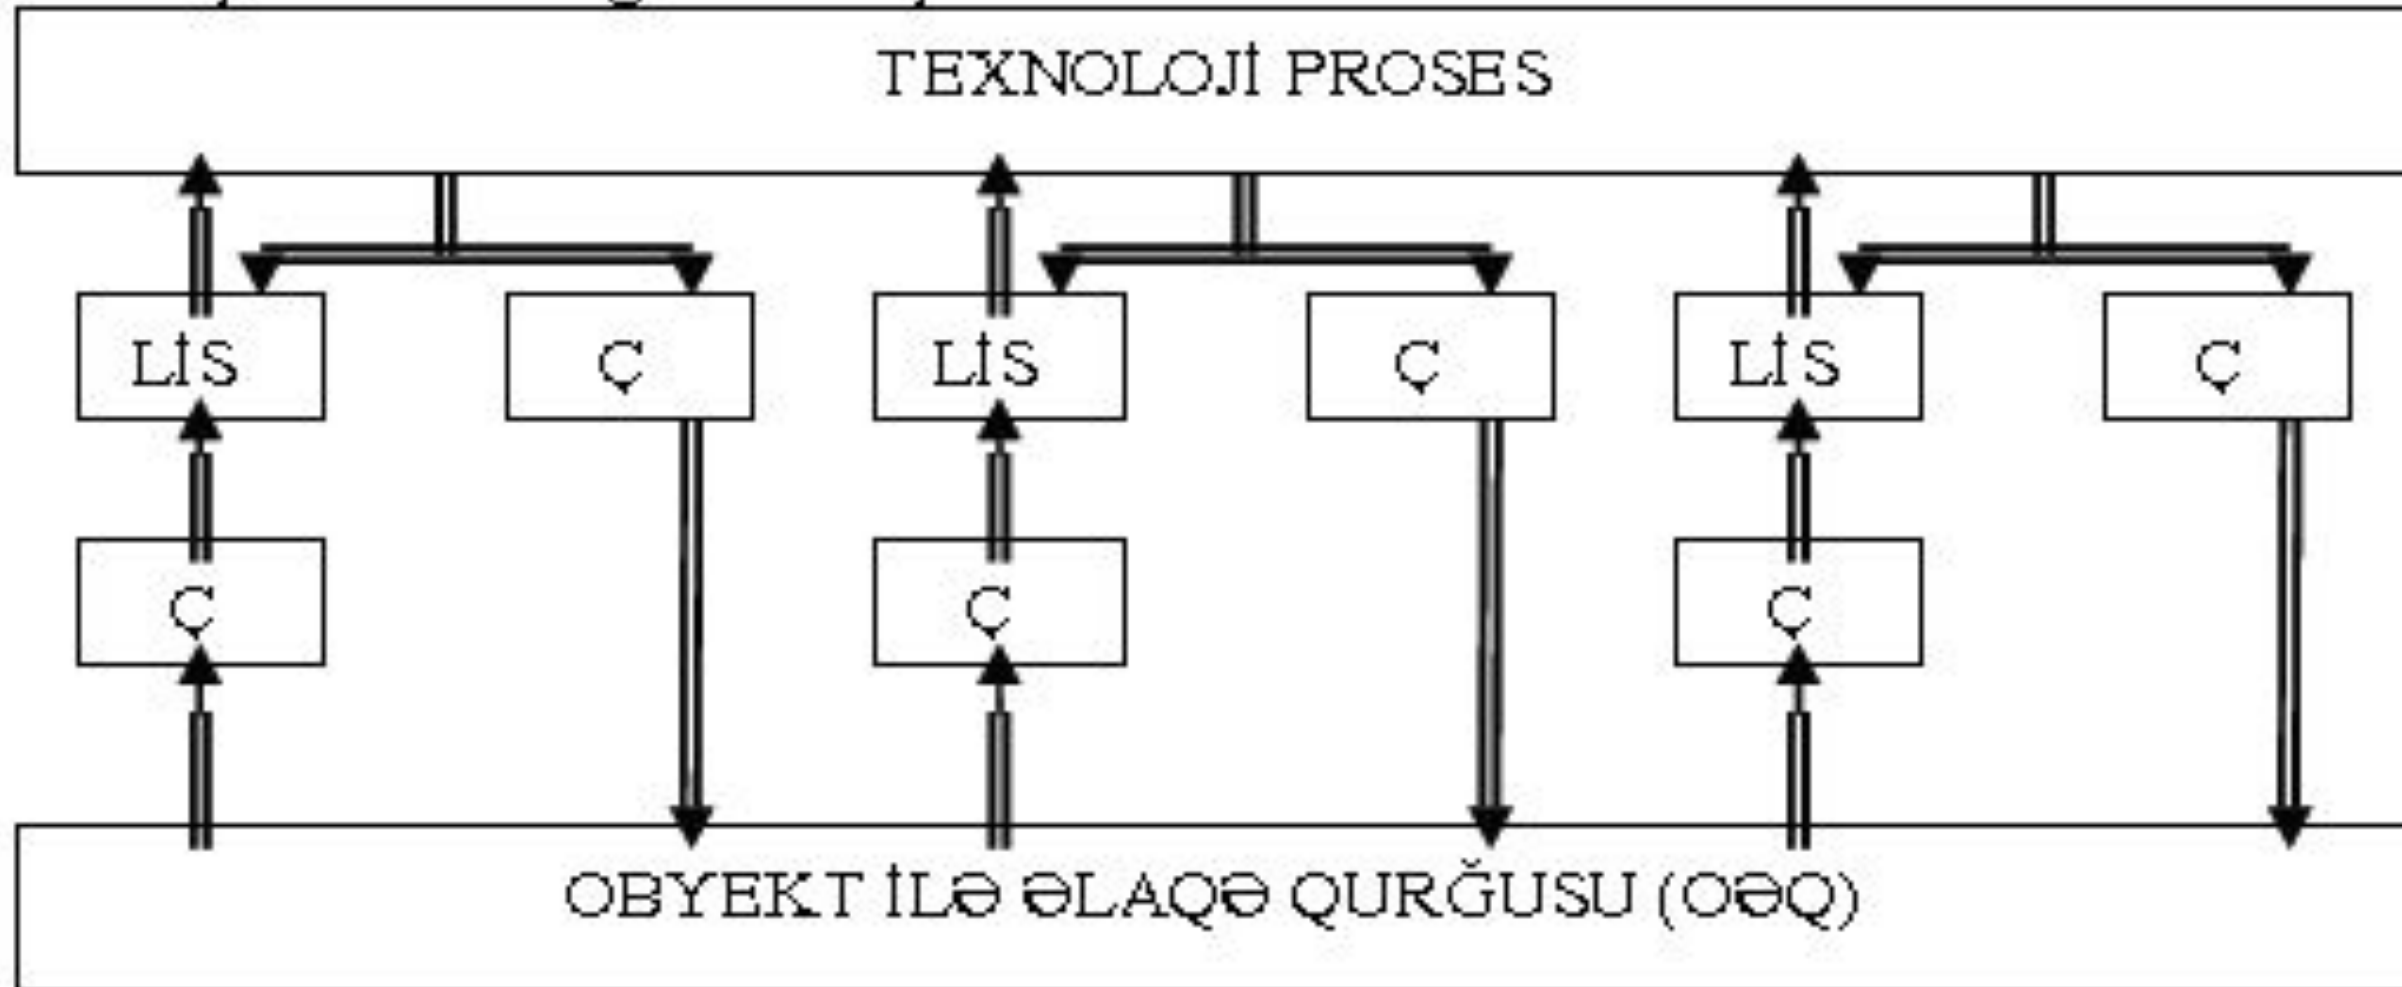 TEXNOLOJİ PROSES
LİS Ç LİS Ç LİS Ç
Ç Ç Ç
OBYEKT İLƏ ƏLAQƏ QURĞUSU (OƏQ)